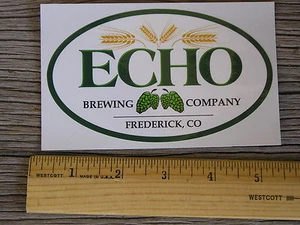 ECHO
BREWING COMPANY
FREDERICK, CO
WESTCOTT 1 MADE IN U.S.A. 2 3 4 5 WESTCOTT